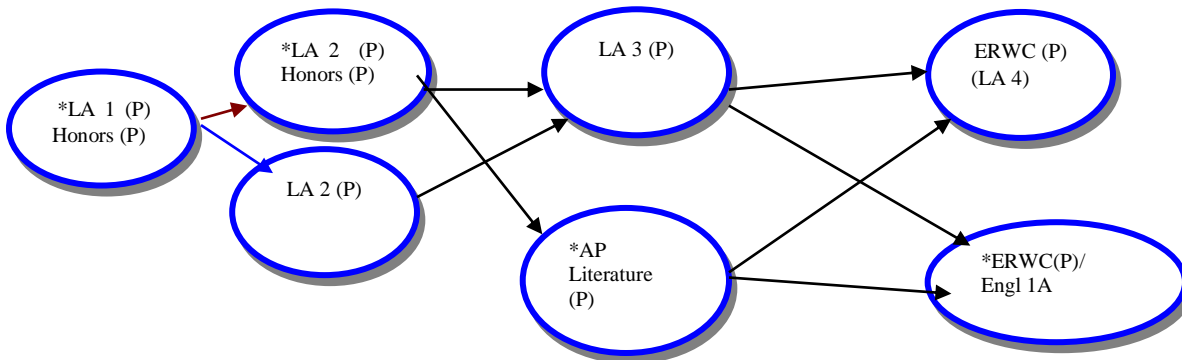 *LA 1 (P)
Honors (P)
*LA 2 (P)
Honors (P)
LA 2 (P)
LA 3 (P)
*AP
Literature
(P)
ERWC (P)
(LA 4)
*ERWC(P)/
Engl 1A